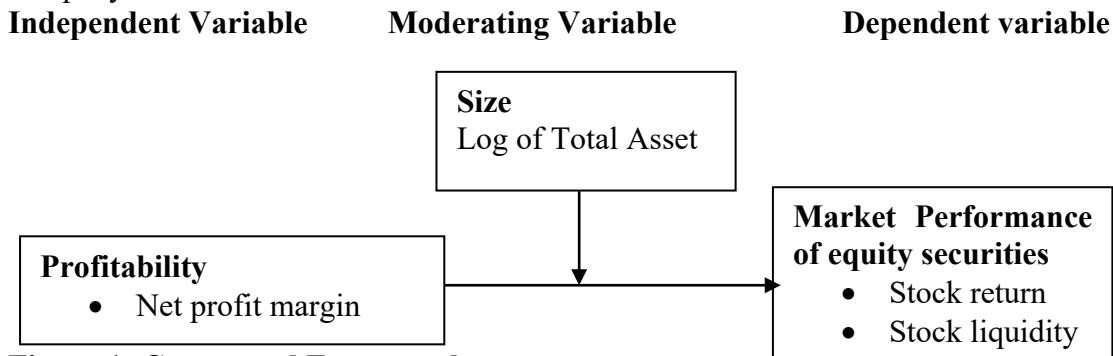 Independent Variable Moderating Variable Dependent variable
Size
Log of Total Asset
Market Performance
of equity securities
• Stock return
• Stock liquidity
Profitability
• Net profit margin